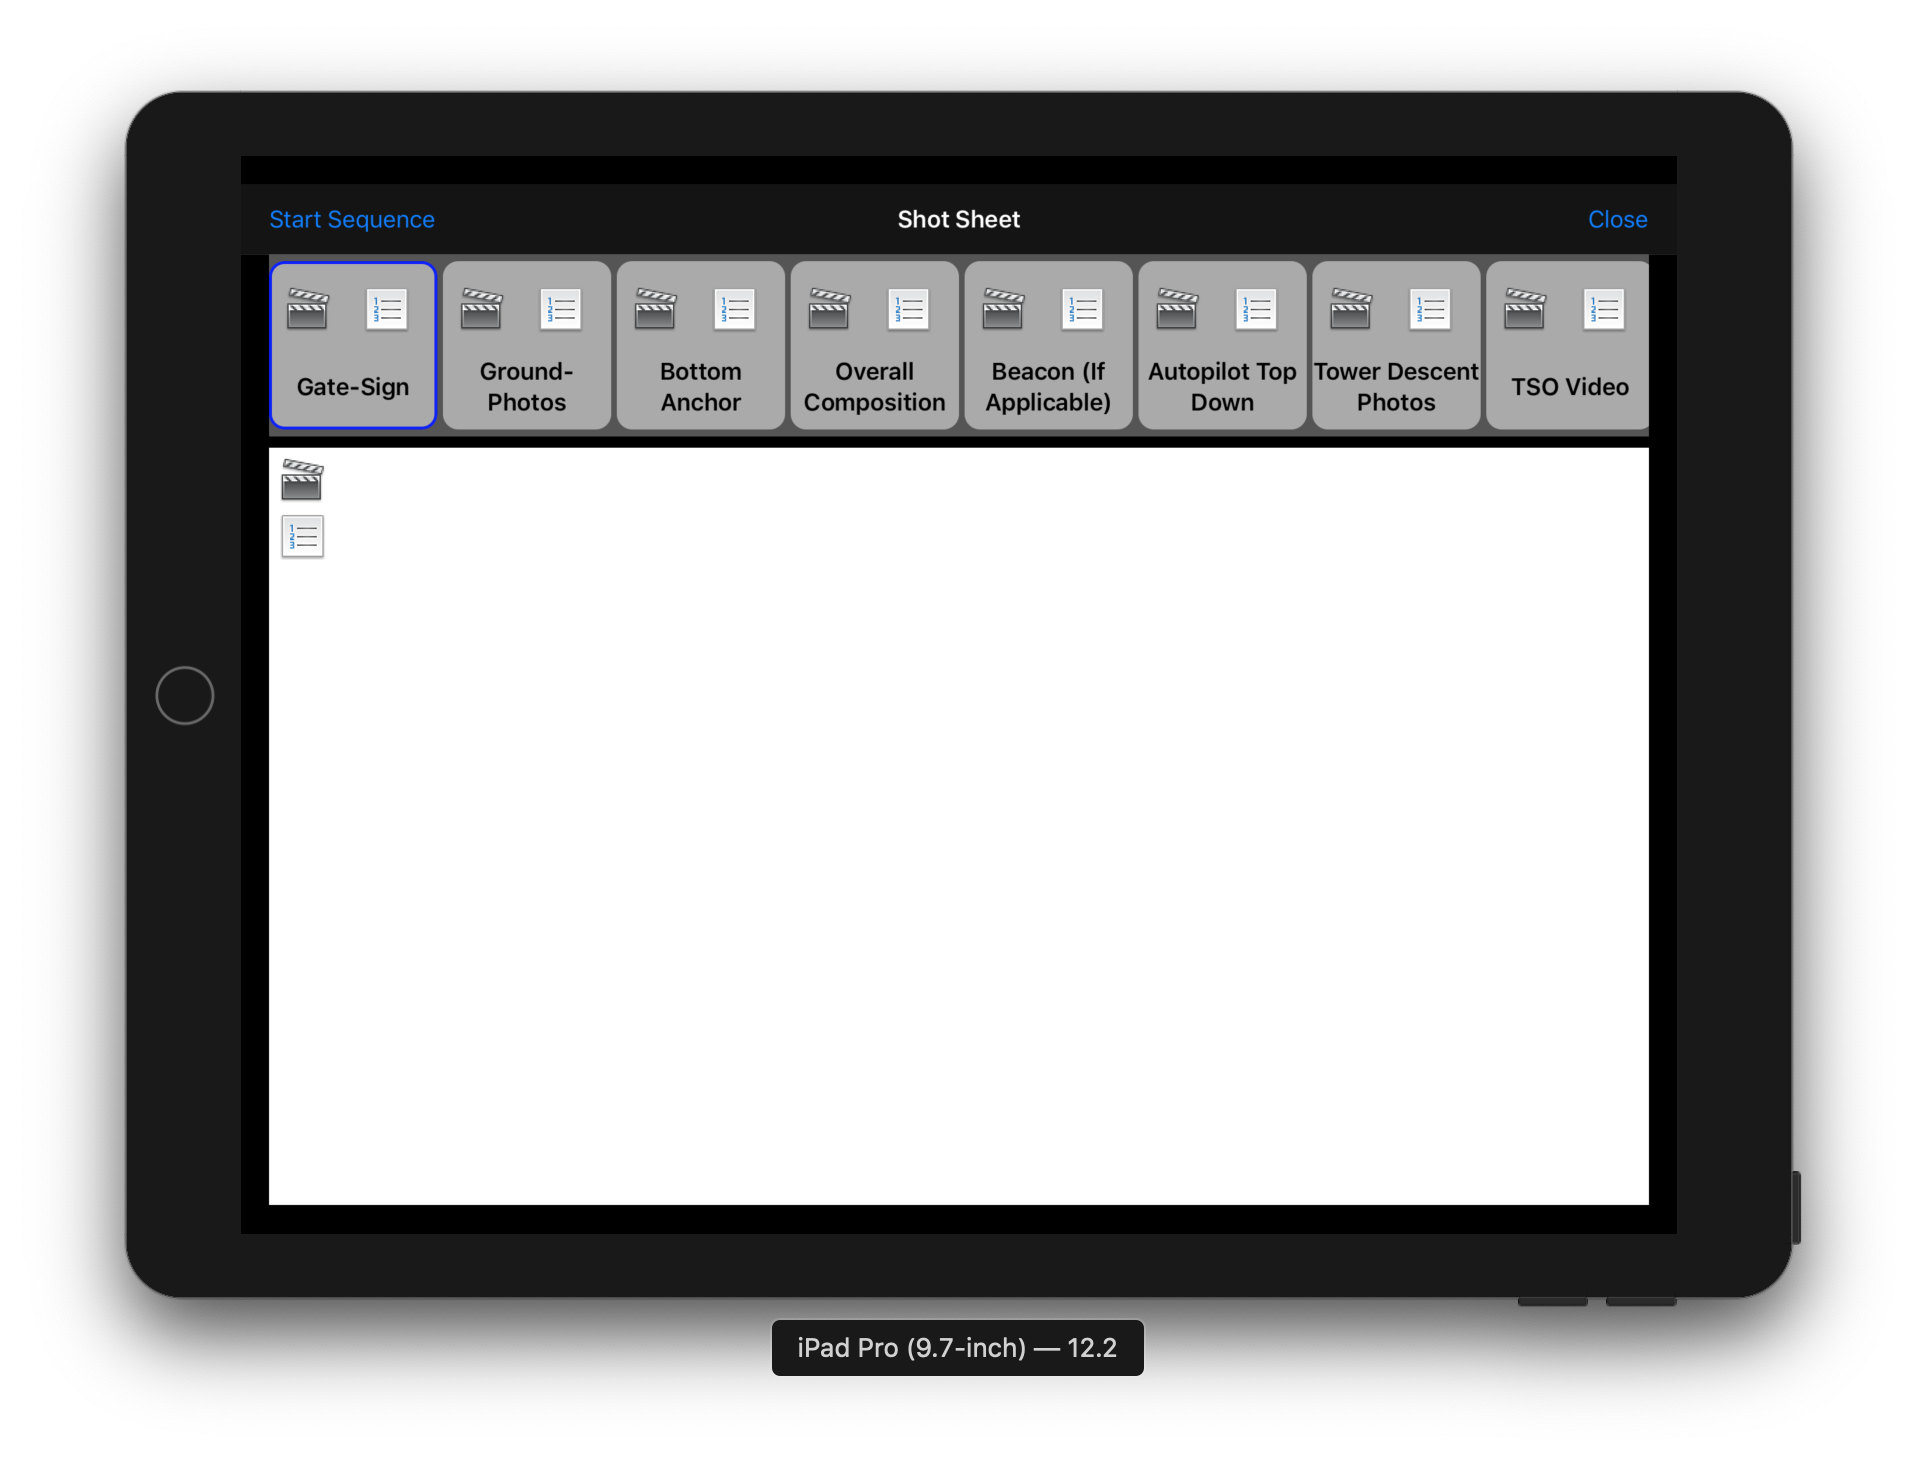 Start Sequence
Shot Sheet
Close
Gate-Sign
Ground-
Photos
Bottom
Anchor
Overall
Composition
Beacon (If
Applicable)
Autopilot Top
Down
Tower Descent
Photos
TSO Video
iPad Pro (9.7-inch) — 12.2